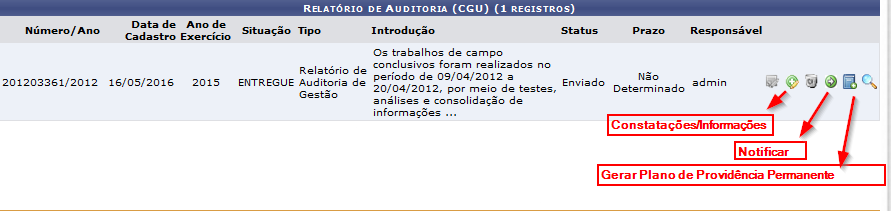 RELATÓRIO DE AUDITORIA (CGU) (1 REGISTROS)
Número/Ano Data de Cadastro Ano de Exercício Situação Tipo Introdução Status Prazo Responsável
201203361/2012 16/05/2016 2015 ENTREGUE Relatório de Auditoria de Gestão
Os trabalhos de campo
conclusivos foram realizados no
período de 09/04/2012 a
20/04/2012, por meio de testes,
análises e consolidação de
informações ...
Enviado Não Determinado admin
Constatações/Informações
Notificar
Gerar Plano de Providência Permanente